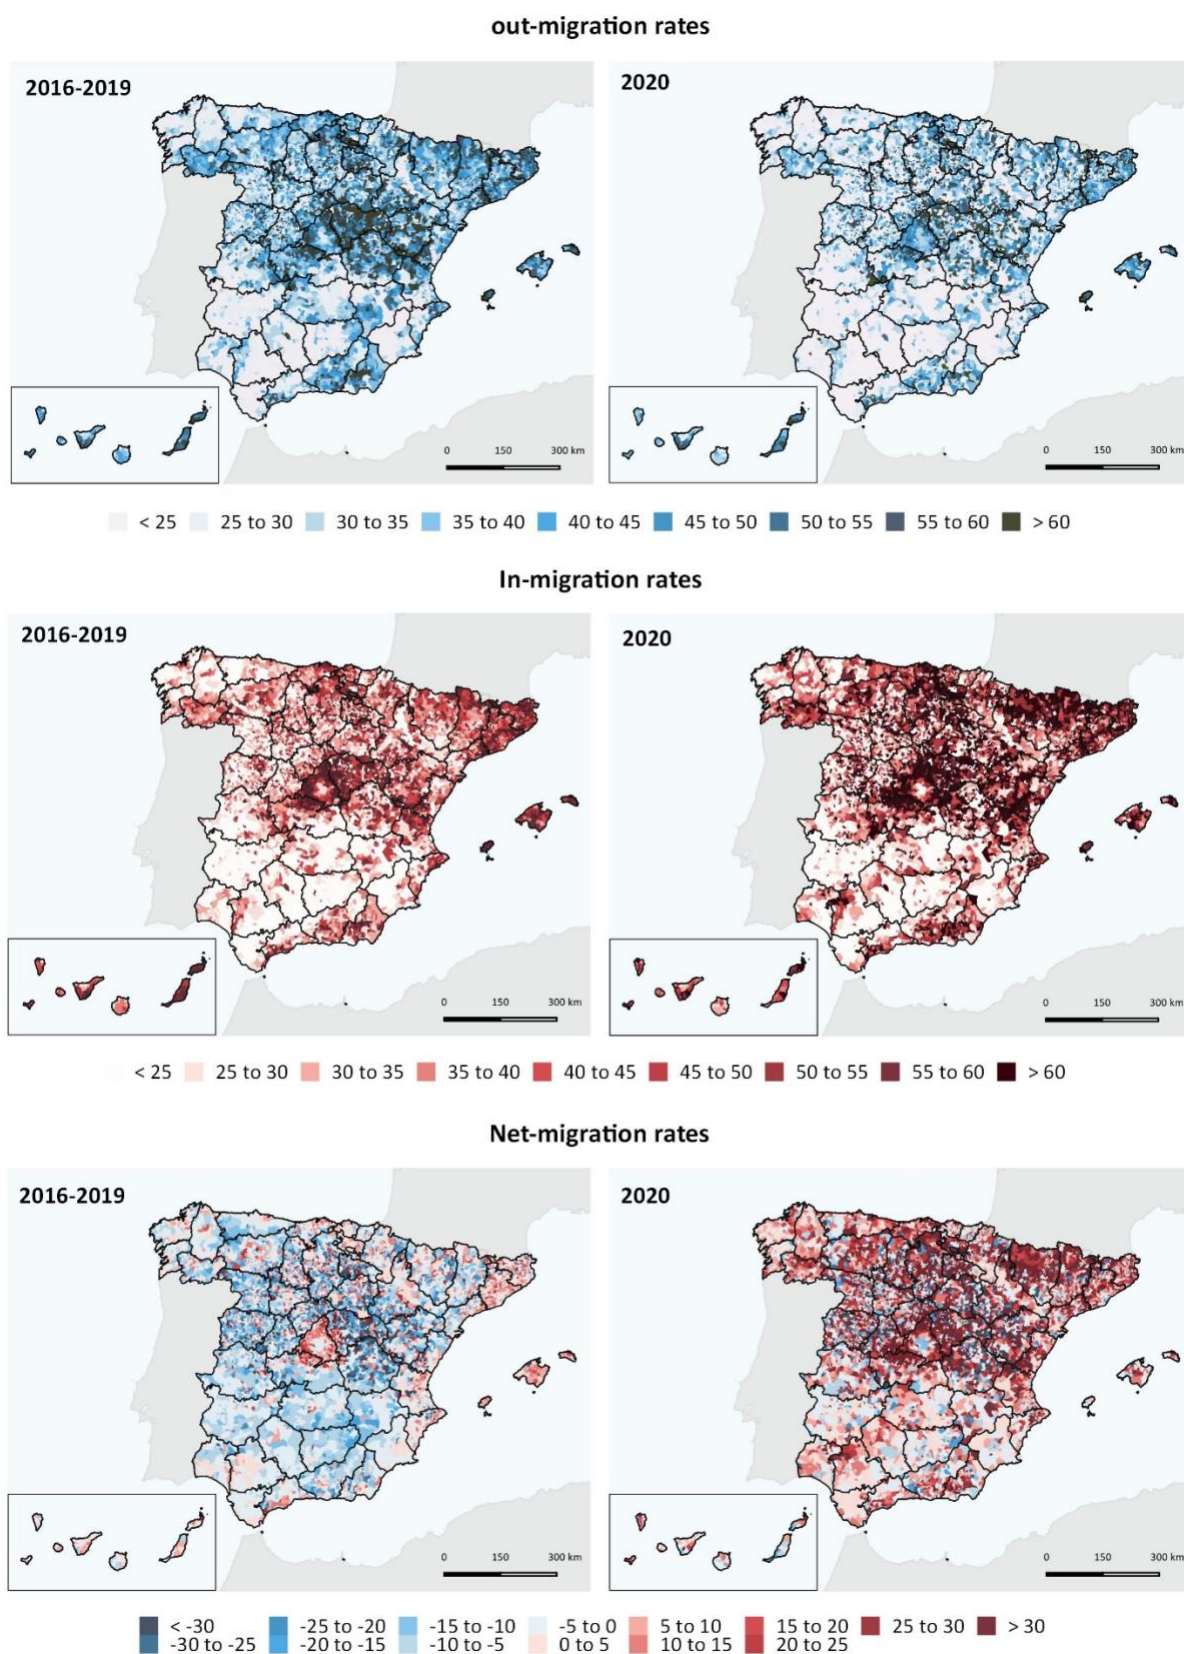 out-migration rates
2016-2019
2020
0 150 300 km
0 150 300 km
< 25 25 to 30 30 to 35 35 to 40 40 to 45 45 to 50 50 to 55 55 to 60 > 60
In-migration rates
2016-2019
2020
0 150 300 km
0 150 300 km
< 25 25 to 30 30 to 35 35 to 40 40 to 45 45 to 50 50 to 55 55 to 60 > 60
Net-migration rates
2016-2019
2020
0 150 300 km
0 150 300 km
< -30 -25 to -20 -15 to -10 -5 to 0 5 to 10 15 to 20 25 to 30 > 30
-30 to -25 -20 to -15 -10 to -5 0 to 5 10 to 15 20 to 25